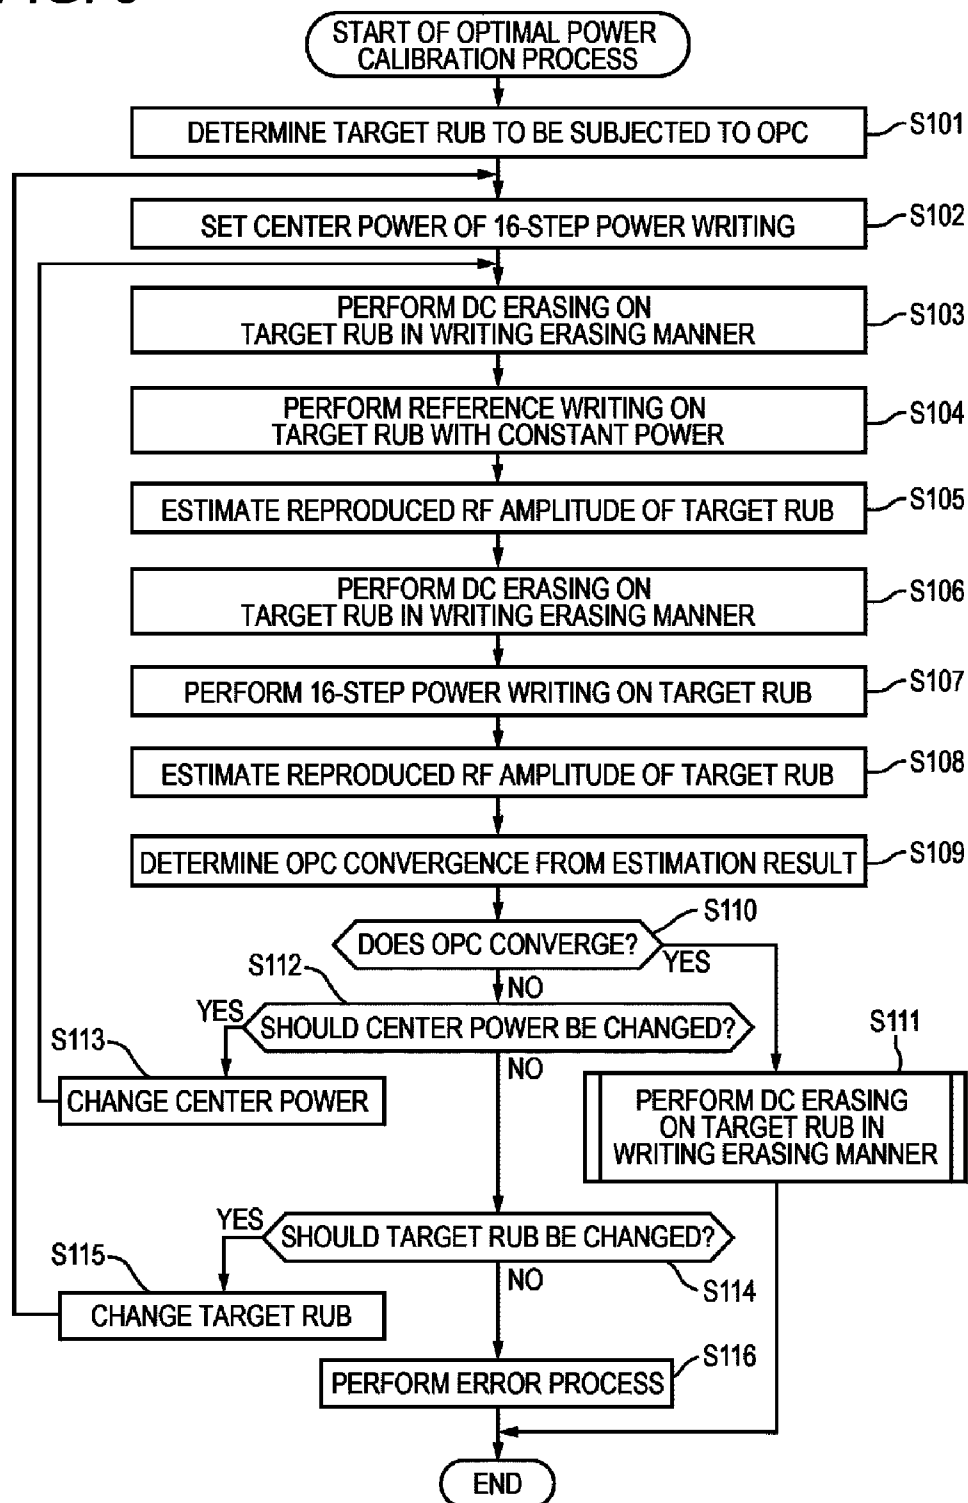 START OF OPTIMAL POWER
CALIBRATION PROCESS
DETERMINE TARGET RUB TO BE SUBJECTED TO OPC
S101
SET CENTER POWER OF 16-STEP POWER WRITING
S102
PERFORM DC ERASING ON
TARGET RUB IN WRITING ERASING MANNER
S103
PERFORM REFERENCE WRITING ON
TARGET RUB WITH CONSTANT POWER
S104
ESTIMATE REPRODUCED RF AMPLITUDE OF TARGET RUB
S105
PERFORM DC ERASING ON
TARGET RUB IN WRITING ERASING MANNER
S106
PERFORM 16-STEP POWER WRITING ON TARGET RUB
S107
ESTIMATE REPRODUCED RF AMPLITUDE OF TARGET RUB
S108
DETERMINE OPC CONVERGENCE FROM ESTIMATION RESULT
S109
DOES OPC CONVERGE?
S110
YES
NO
S112
SHOULD CENTER POWER BE CHANGED?
YES
NO
S113
CHANGE CENTER POWER
S111
PERFORM DC ERASING
ON TARGET RUB IN
WRITING ERASING MANNER
SHOULD TARGET RUB BE CHANGED?
YES
NO
S114
S115
CHANGE TARGET RUB
PERFORM ERROR PROCESS
S116
END